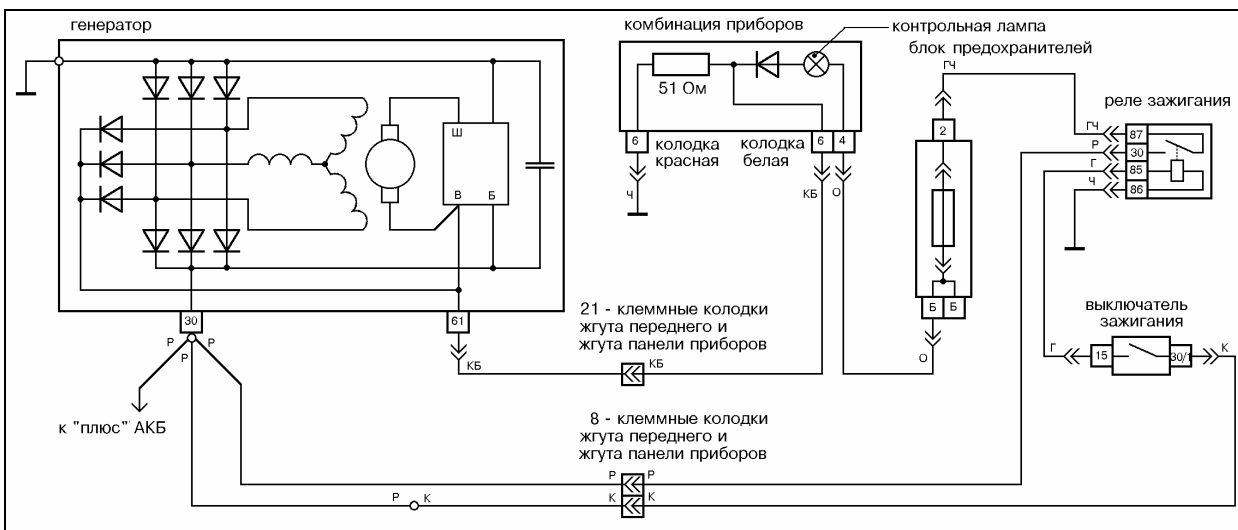 генератор
Ш
В
Б
30
61
Р
Р
Р
к "плюс" АКБ
КБ
КБ
21 - клеммные колодки
жгута переднего и
жгута панели приборов
комбинация приборов
контрольная лампа
51 Ом
6
колодка
красная
колодка
белая
6
4
Ч
КБ
О
блок предохранителей
ГЧ
2
Б
Б
О
реле зажигания
ГЧ
87
Р
30
Г
85
Ч
86
выключатель
зажигания
Г
15
30/1
К
8 - клеммные колодки
жгута переднего и
жгута панели приборов
Р
Р
Р
К
К
К